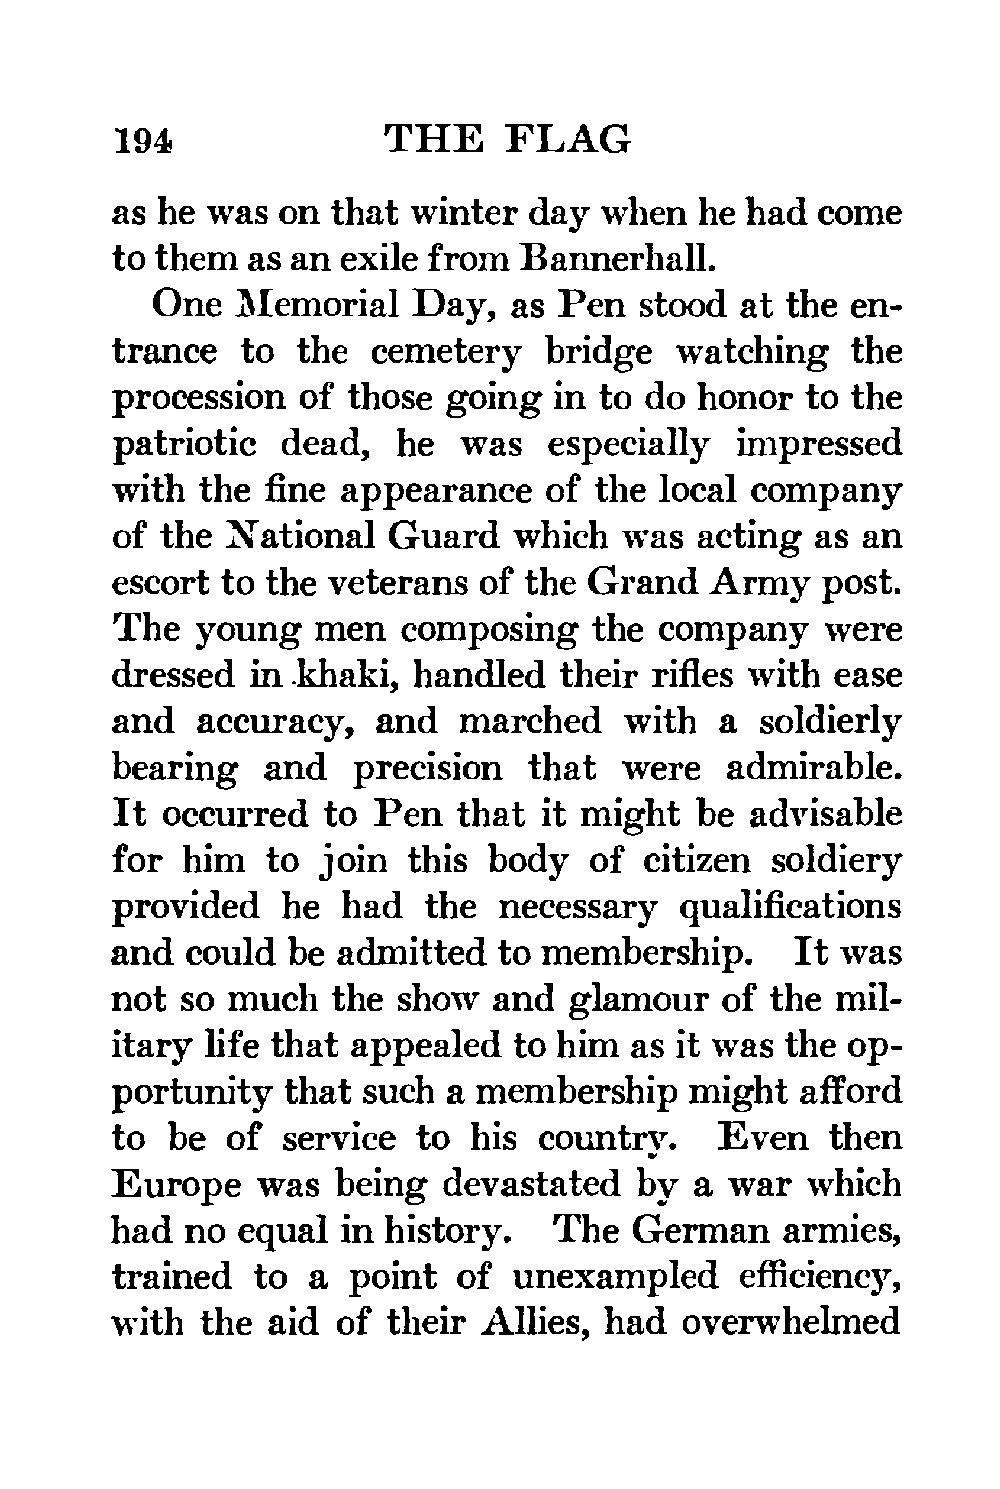 194 THE FLAG
as he was on that winter day when he had come
to them as an exile from Bannerhall.
One Memorial Day, as Pen stood at the en-
trance to the cemetery bridge watching the
procession of those going in to do honor to the
patriotic dead, he was especially impressed
with the fine appearance of the local company
of the National Guard which was acting as an
escort to the veterans of the Grand Army post.
The young men composing the company were
dressed in khaki, handled their rifles with ease
and accuracy, and marched with a soldierly
bearing and precision that were admirable.
It occurred to Pen that it might be advisable
for him to join this body of citizen soldiery
provided he had the necessary qualifications
and could be admitted to membership. It was
not so much the show and glamour of the mil-
itary life that appealed to him as it was the op-
portunity that such a membership might afford
to be of service to his country. Even then
Europe was being devastated by a war which
had no equal in history. The German armies,
trained to a point of unexampled efficiency,
with the aid of their Allies, had overwhelmed